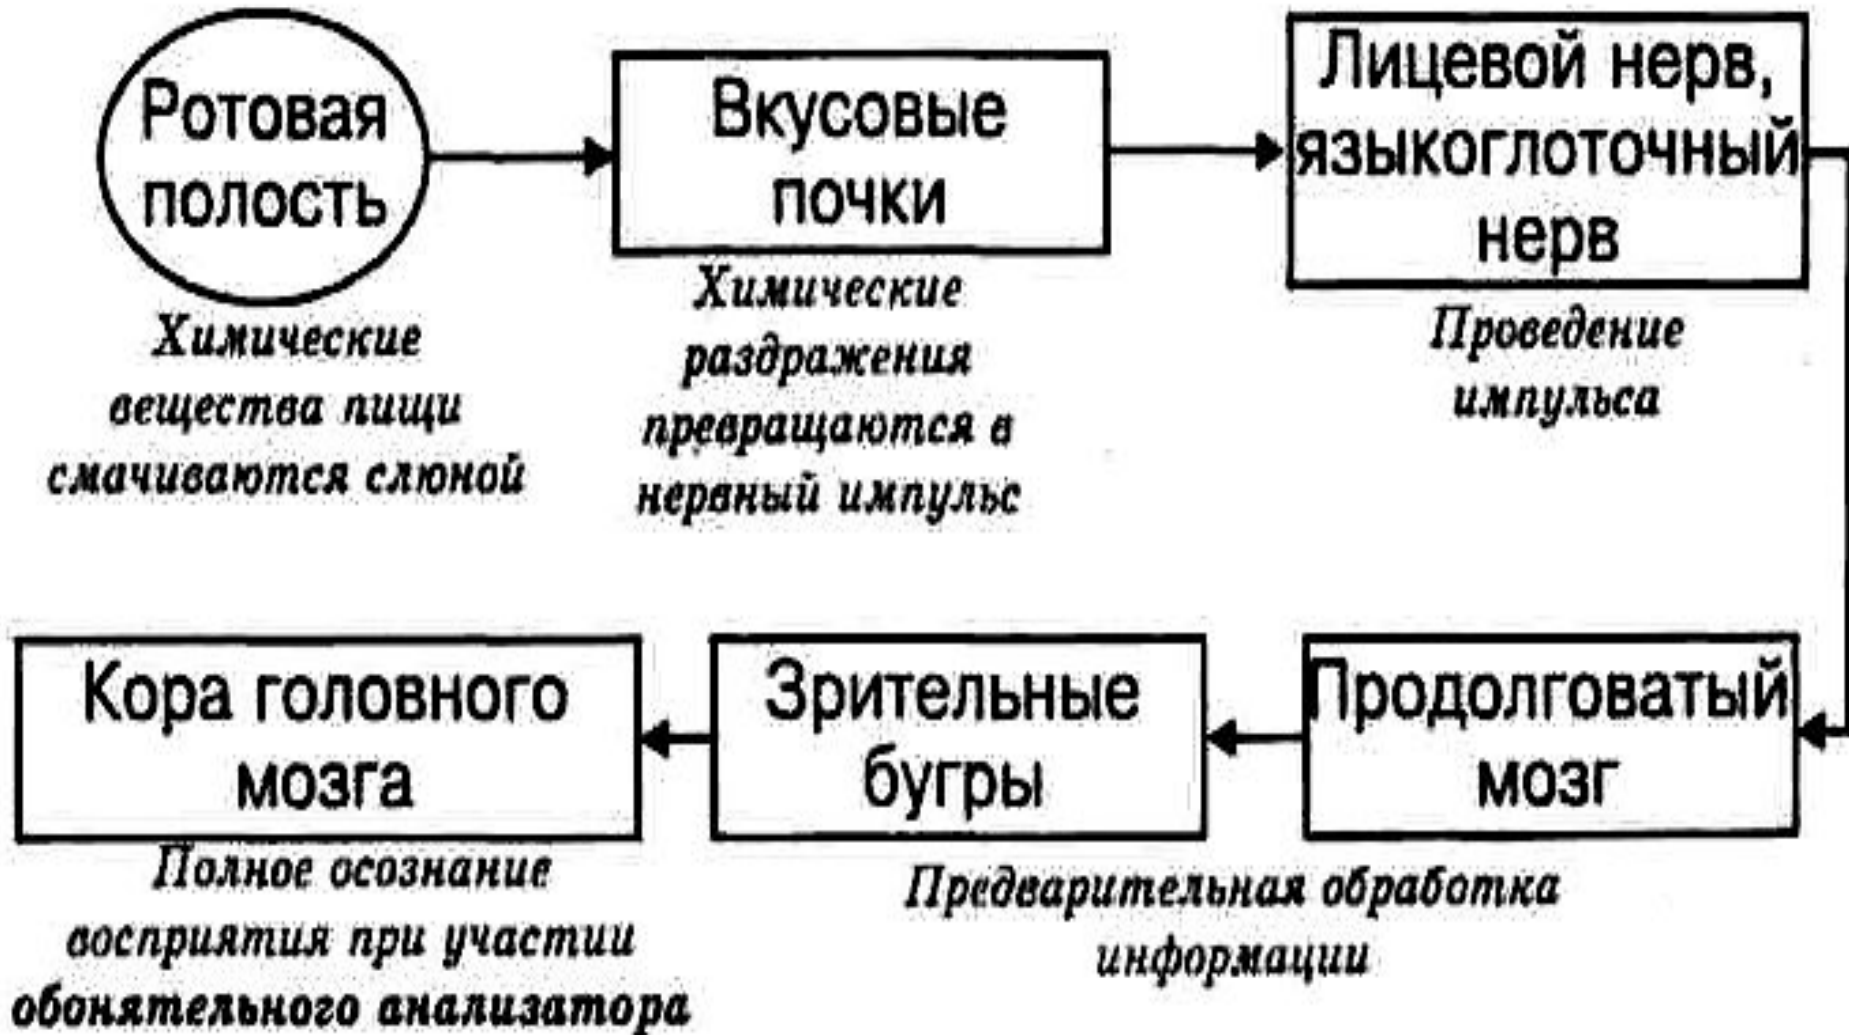 Ротовая
полость
Химические
вещества пищи
смачиваются слюной
Вкусовые
почки
Химические
раздражения
превращаются в
нервный импульс
Лицевой нерв,
языкоглоточный
нерв
Проведение
импульса
Продолговатый
мозг
Зрительные
бугры
Предварительная обработка
информации
Кора головного
мозга
Полное осознание
восприятия при участии
обонятельного анализатора